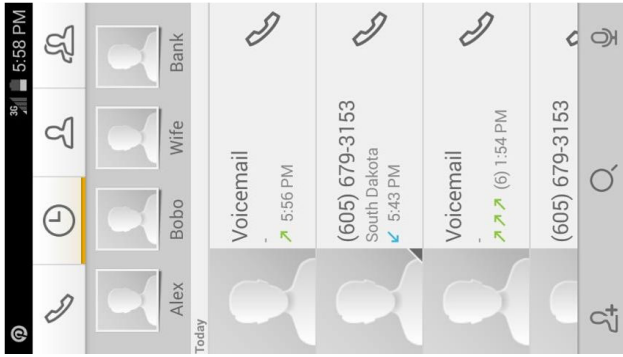 3G 5:58 PM
Alex Bobo Wife Bank
Today
Voicemail
-
5:56 PM
(605) 679-3153
South Dakota
5:43 PM
Voicemail
-
(6) 1:54 PM
(605) 679-3153